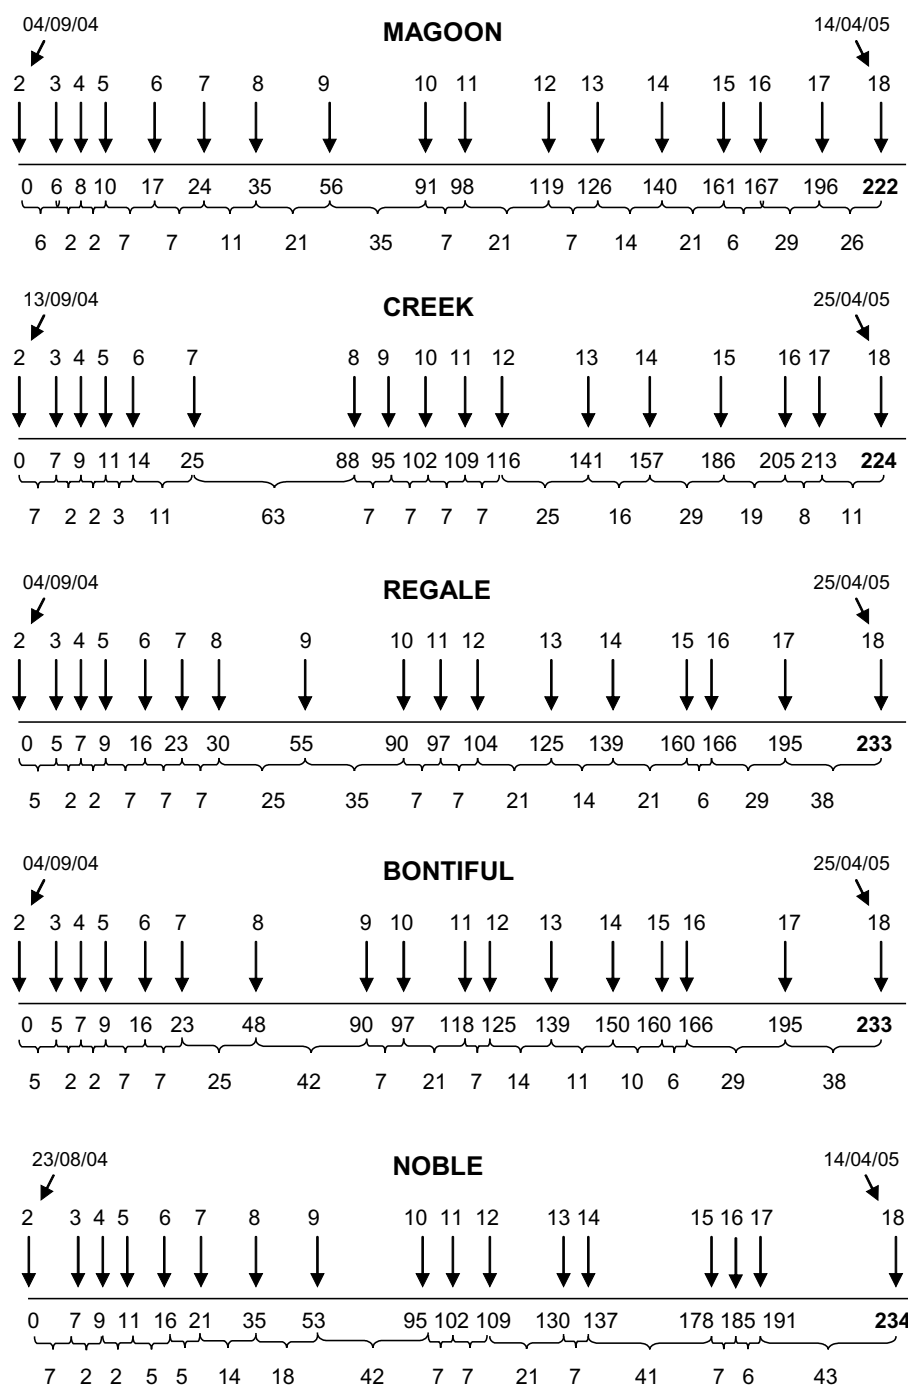 04/09/04 MAGOON 14/04/05
2 3 4 5 6 7 8 9 10 11 12 13 14 15 16 17 18
0 6 8 10 17 24 35 56 91 98 119 126 140 161 167 196 222
6 2 2 7 7 11 21 35 7 21 7 14 21 6 29 26
13/09/04 CREEK 25/04/05
2 3 4 5 6 7 8 9 10 11 12 13 14 15 16 17 18
0 7 9 11 14 25 88 95 102 109 116 141 157 186 205 213 224
7 2 2 3 11 63 7 7 7 7 25 16 29 19 8 11
04/09/04 REGALE 25/04/05
2 3 4 5 6 7 8 9 10 11 12 13 14 15 16 17 18
0 5 7 9 16 23 30 55 90 97 104 125 139 160 166 195 233
5 2 2 7 7 7 25 35 7 7 21 14 21 6 29 38
04/09/04 BONTIFUL 25/04/05
2 3 4 5 6 7 8 9 10 11 12 13 14 15 16 17 18
0 5 7 9 16 23 48 90 97 118 125 139 150 160 166 195 233
5 2 2 7 7 25 42 7 21 7 14 11 10 6 29 38
23/08/04 NOBLE 14/04/05
2 3 4 5 6 7 8 9 10 11 12 13 14 15 16 17 18
0 7 9 11 16 21 35 53 95 102 109 130 137 178 185 191 234
7 2 2 5 5 14 18 42 7 7 21 7 41 7 6 43